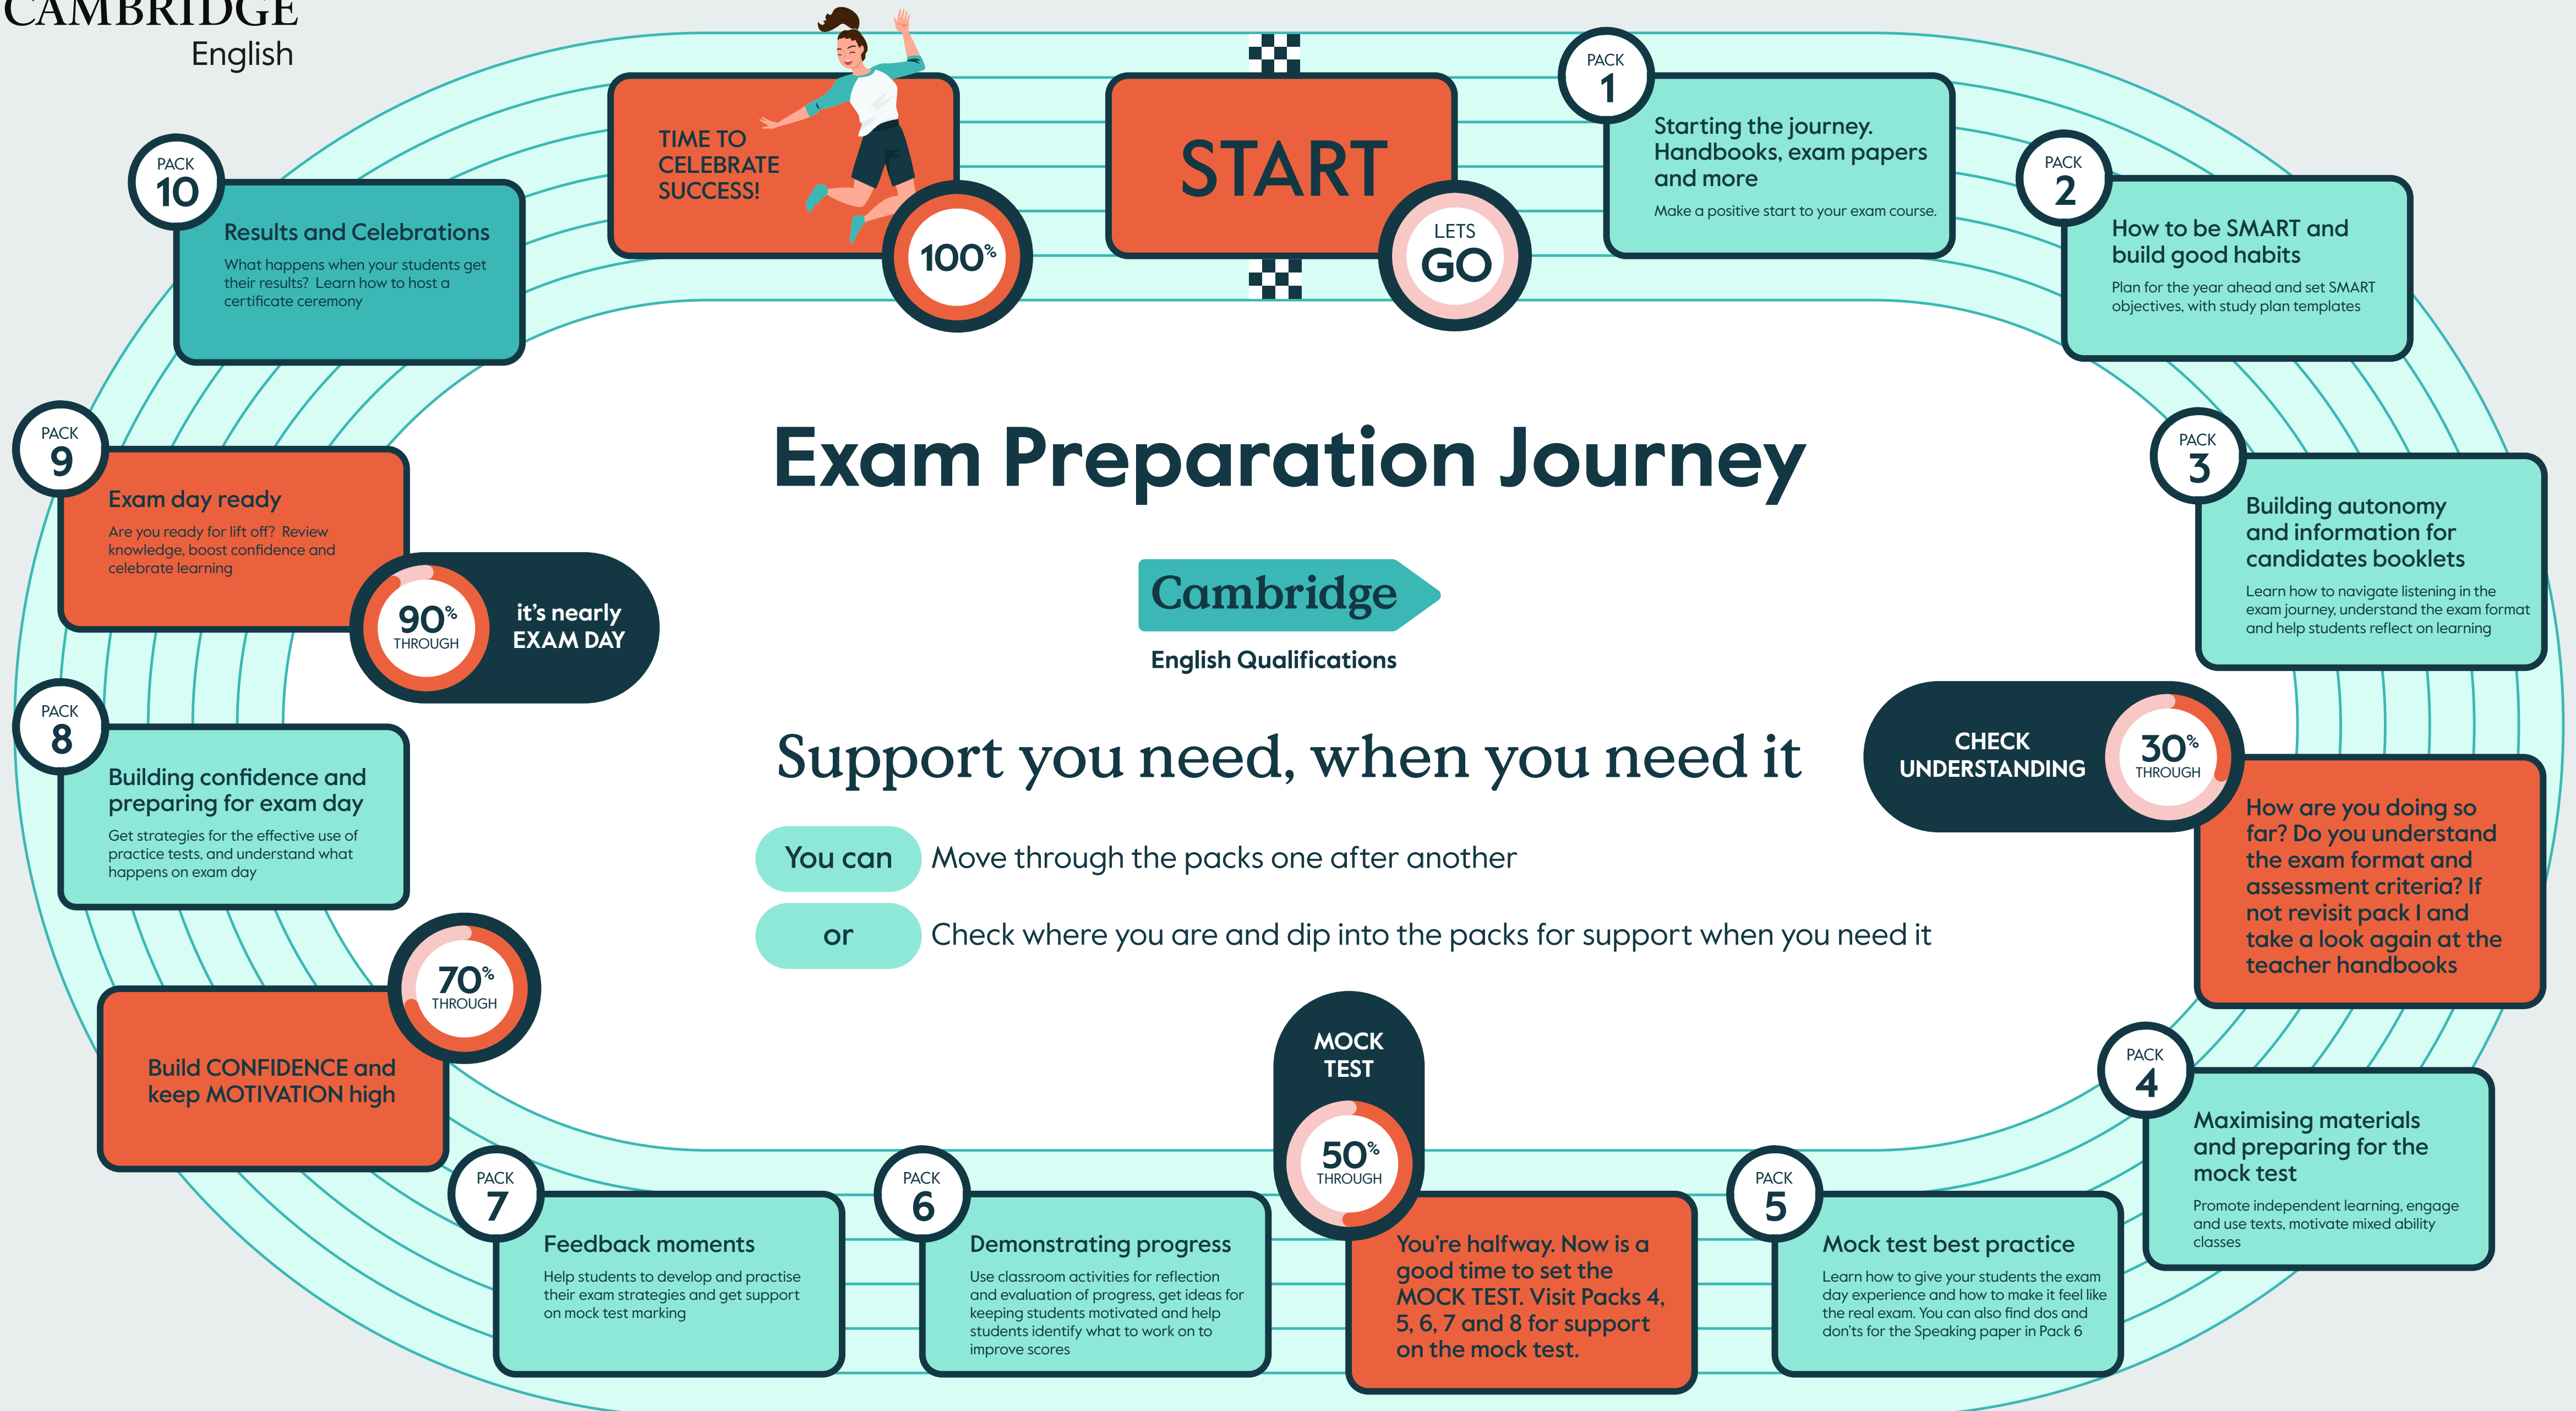 CAMBRIDGE
English
START
LETS
GO
PACK
1
Starting the journey.
Handbooks, exam papers
and more
Make a positive start to your exam course.
PACK
2
How to be SMART and
build good habits
Plan for the year ahead and set SMART
objectives, with study plan templates
PACK
3
Building autonomy
and information for
candidates booklets
Learn how to navigate listening in the
exam journey, understand the exam format
and help students reflect on learning
CHECK
UNDERSTANDING
30%
THROUGH
How are you doing so
far? Do you understand
the exam format and
assessment criteria? If
not revisit pack 1 and
take a look again at the
teacher handbooks
PACK
4
Maximising materials
and preparing for the
mock test
Promote independent learning, engage
and use texts, motivate mixed ability
classes
PACK
5
Mock test best practice
Learn how to give your students the exam
day experience and how to make it feel like
the real exam. You can also find dos and
don'ts for the Speaking paper in Pack 6
MOCK
TEST
50%
THROUGH
You're halfway. Now is a
good time to set the
MOCK TEST. Visit Packs 4,
5, 6, 7 and 8 for support
on the mock test.
PACK
6
Demonstrating progress
Use classroom activities for reflection
and evaluation of progress, get ideas for
keeping students motivated and help
students identify what to work on to
improve scores
PACK
7
Feedback moments
Help students to develop and practise
their exam strategies and get support
on mock test marking
70%
THROUGH
Build CONFIDENCE and
keep MOTIVATION high
PACK
8
Building confidence and
preparing for exam day
Get strategies for the effective use of
practice tests, and understand what
happens on exam day
PACK
9
Exam day ready
Are you ready for lift off? Review
knowledge, boost confidence and
celebrate learning
90%
THROUGH
it's nearly
EXAM DAY
PACK
10
Results and Celebrations
What happens when your students get
their results? Learn how to host a
certificate ceremony
TIME TO
CELEBRATE
SUCCESS!
100%
Exam Preparation Journey
Cambridge
English Qualifications
Support you need, when you need it
You can Move through the packs one after another
or Check where you are and dip into the packs for support when you need it